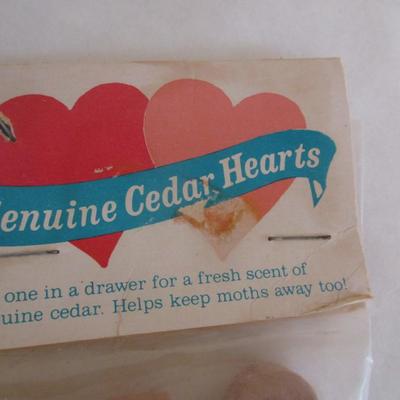 enuine Cedar Hearts
one in a drawer for a fresh scent of
uine cedar. Helps keep moths away too!